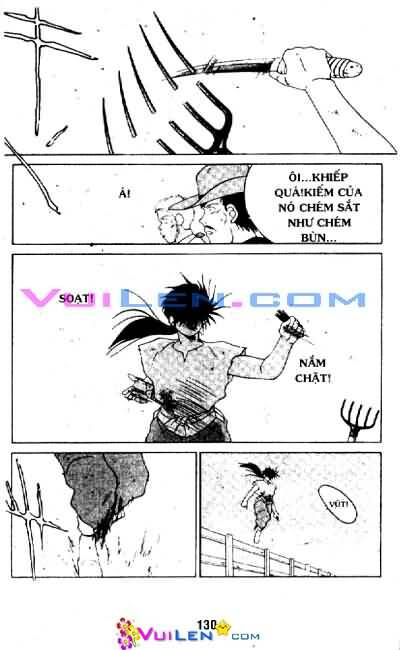 Á!
ÔI...KHIẾP
QUÁ!KIẾM CỦA
NÓ CHÉM SẮT
NHƯ CHÉM
BÙN...
VUILEN.COM
SOẠT!
NẮM
CHẶT!
VÚT!
130
VUILEN
.COM